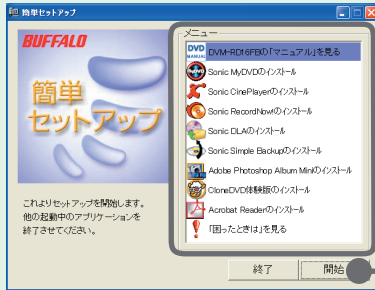 簡単セットアップ
BUFFALO
簡単
セットアップ
これよりセットアップを開始します。
他の起動中のアプリケーションを
終了させてください。
メニュー
DVD MANUAL DVM-RD16FBの「マニュアル」を見る
Sonic MyDVDのインストール
Sonic CinePlayerのインストール
Sonic RecordNow!のインストール
Sonic DLAのインストール
Sonic Simple Backupのインストール
Adobe Photoshop Album Miniのインストール
CloneDVD体験版のインストール
Acrobat Readerのインストール
「困ったときは」を見る
終了
開始